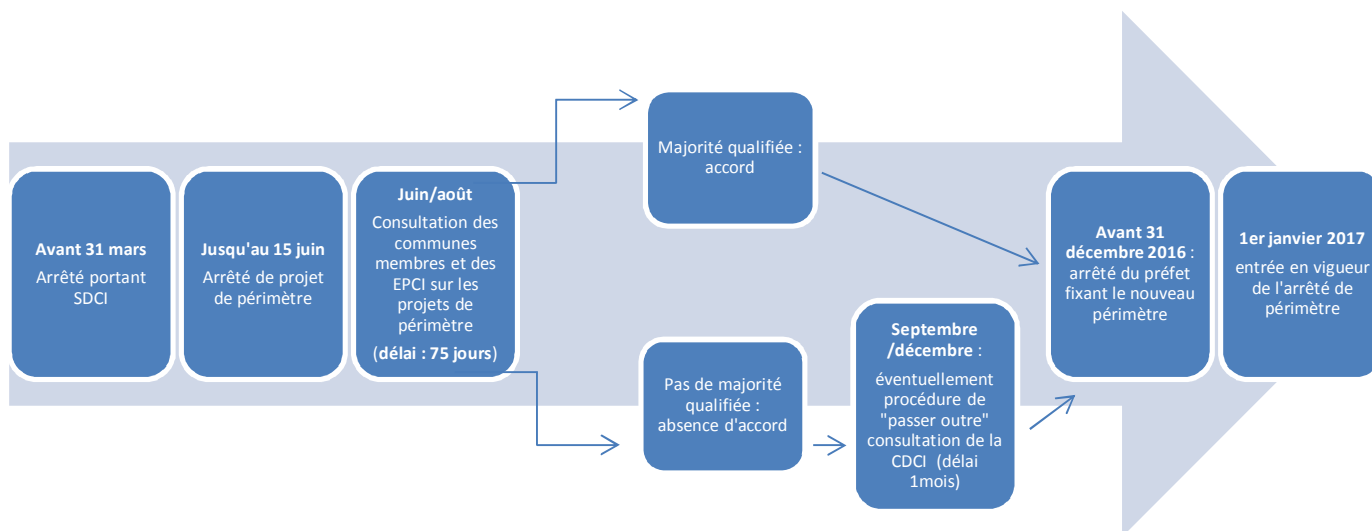 Avant 31 mars
Arrêté portant
SDCI
Jusqu'au 15 juin
Arrêté de projet
de périmètre
Juin/août
Consultation des
communes
membres et des
EPCI sur les
projets de
périmètre
(délai : 75 jours)
Majorité qualifiée :
accord
Pas de majorité
qualifiée :
absence d'accord
Septembre
/décembre :
éventuellement
procédure de
"passer outre"
consultation de la
CDCI (délai
1mois)
Avant 31
décembre 2016 :
arrêté du préfet
fixant le nouveau
périmètre
1er janvier 2017
entrée en vigueur
de l'arrêté de
périmètre